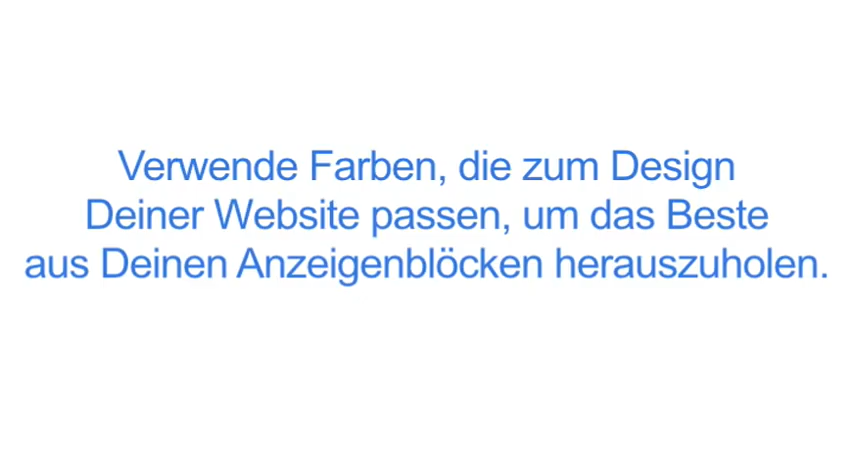 Verwende Farben, die zum Design
Deiner Website passen, um das Beste
aus Deinen Anzeigenblöcken herauszuholen.